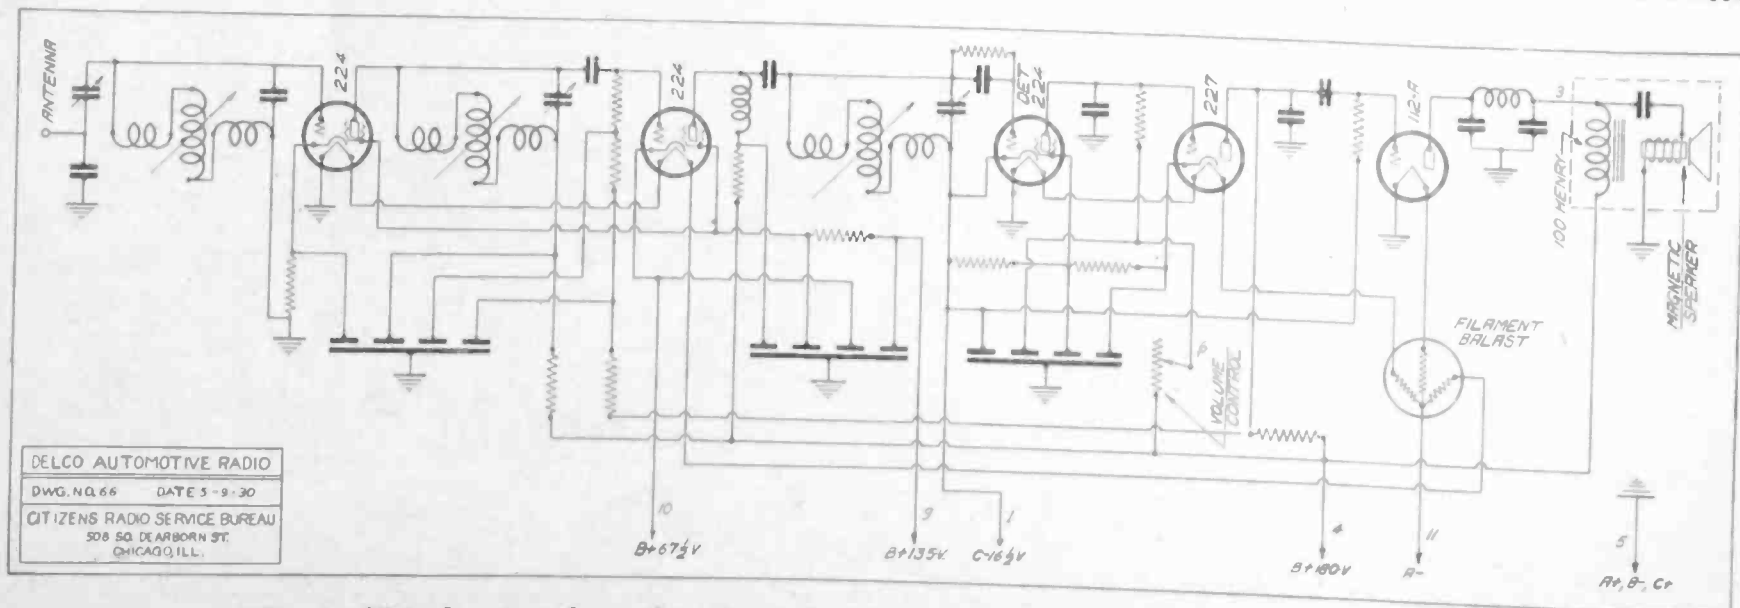 ANTENNA
224
224
DET
224
227
112-A
3
100 HENRY
MAGNETIC
SPEAKER
FILAMENT
BALAST
VOLUME
CONTROL
DELCO AUTOMOTIVE RADIO
DWG. NO. 66 DATE 5-9-30
CITIZENS RADIO SERVICE BUREAU
508 SO. DEARBORN ST.
CHICAGO, ILL.
10
B+67½V
9
B+135V.
1
C-16½V
4
B+180V
11
A-
5
A+, B-, C+